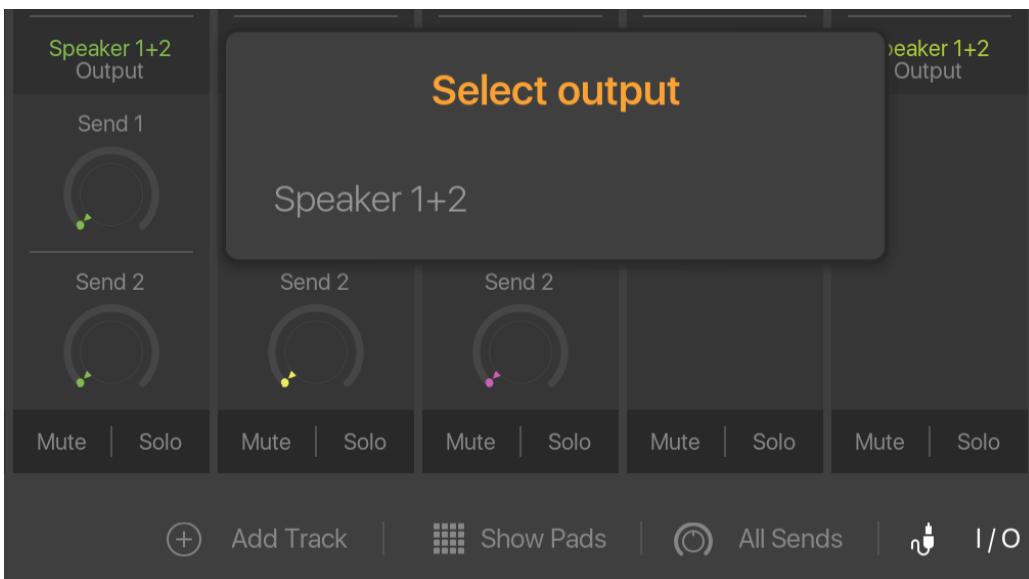 Speaker 1+2
Output
Select output
Speaker 1+2
eaker 1+2
Output
Send 1
Send 2
Send 2
Send 2
Mute
Solo
Mute
Solo
Mute
Solo
Mute
Solo
Mute
Solo
Add Track
Show Pads
All Sends
I/O